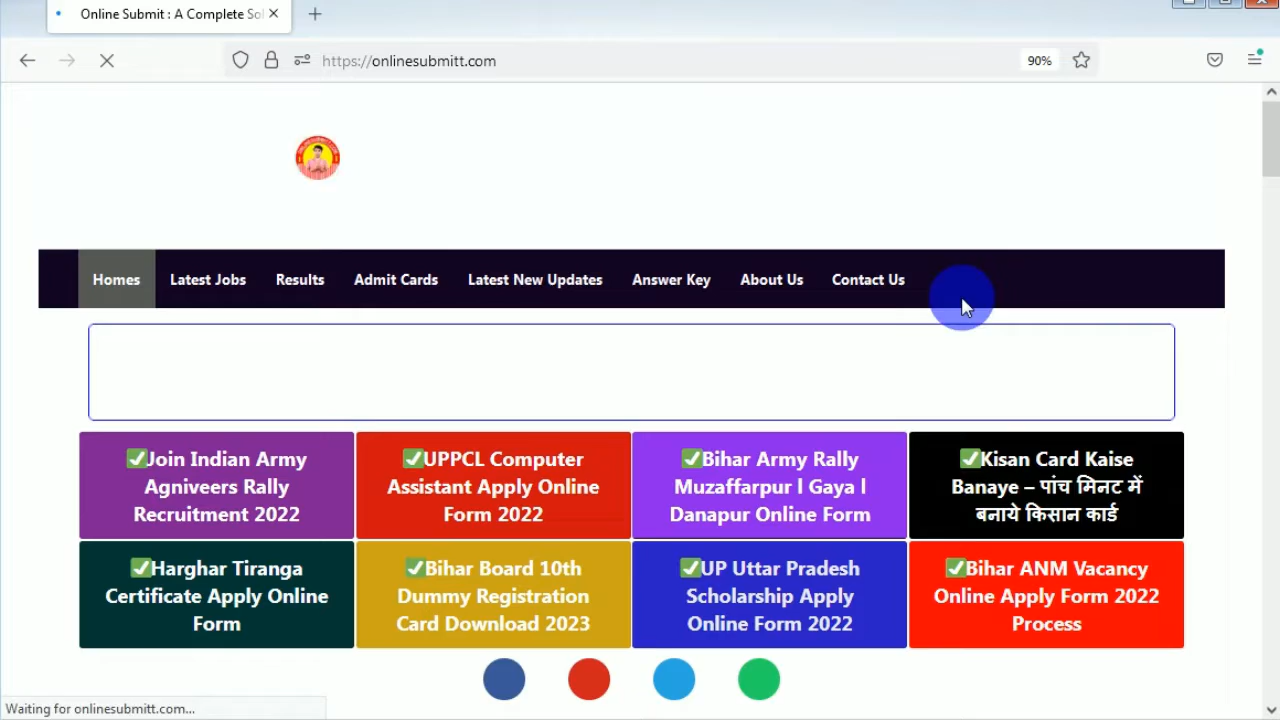 Online Submit : A Complete Sol
https://onlinesubmitt.com
90%
Homes
Latest Jobs
Results
Admit Cards
Latest New Updates
Answer Key
About Us
Contact Us
✅Join Indian Army
Agniveers Rally
Recruitment 2022
✅UPPCL Computer
Assistant Apply Online
Form 2022
✅Bihar Army Rally
Muzaffarpur l Gaya l
Danapur Online Form
✅Kisan Card Kaise
Banaye – पांच मिनट में
बनाये किसान कार्ड
✅Harghar Tiranga
Certificate Apply Online
Form
✅Bihar Board 10th
Dummy Registration
Card Download 2023
✅UP Uttar Pradesh
Scholarship Apply
Online Form 2022
✅Bihar ANM Vacancy
Online Apply Form 2022
Process
Waiting for onlinesubmitt.com...